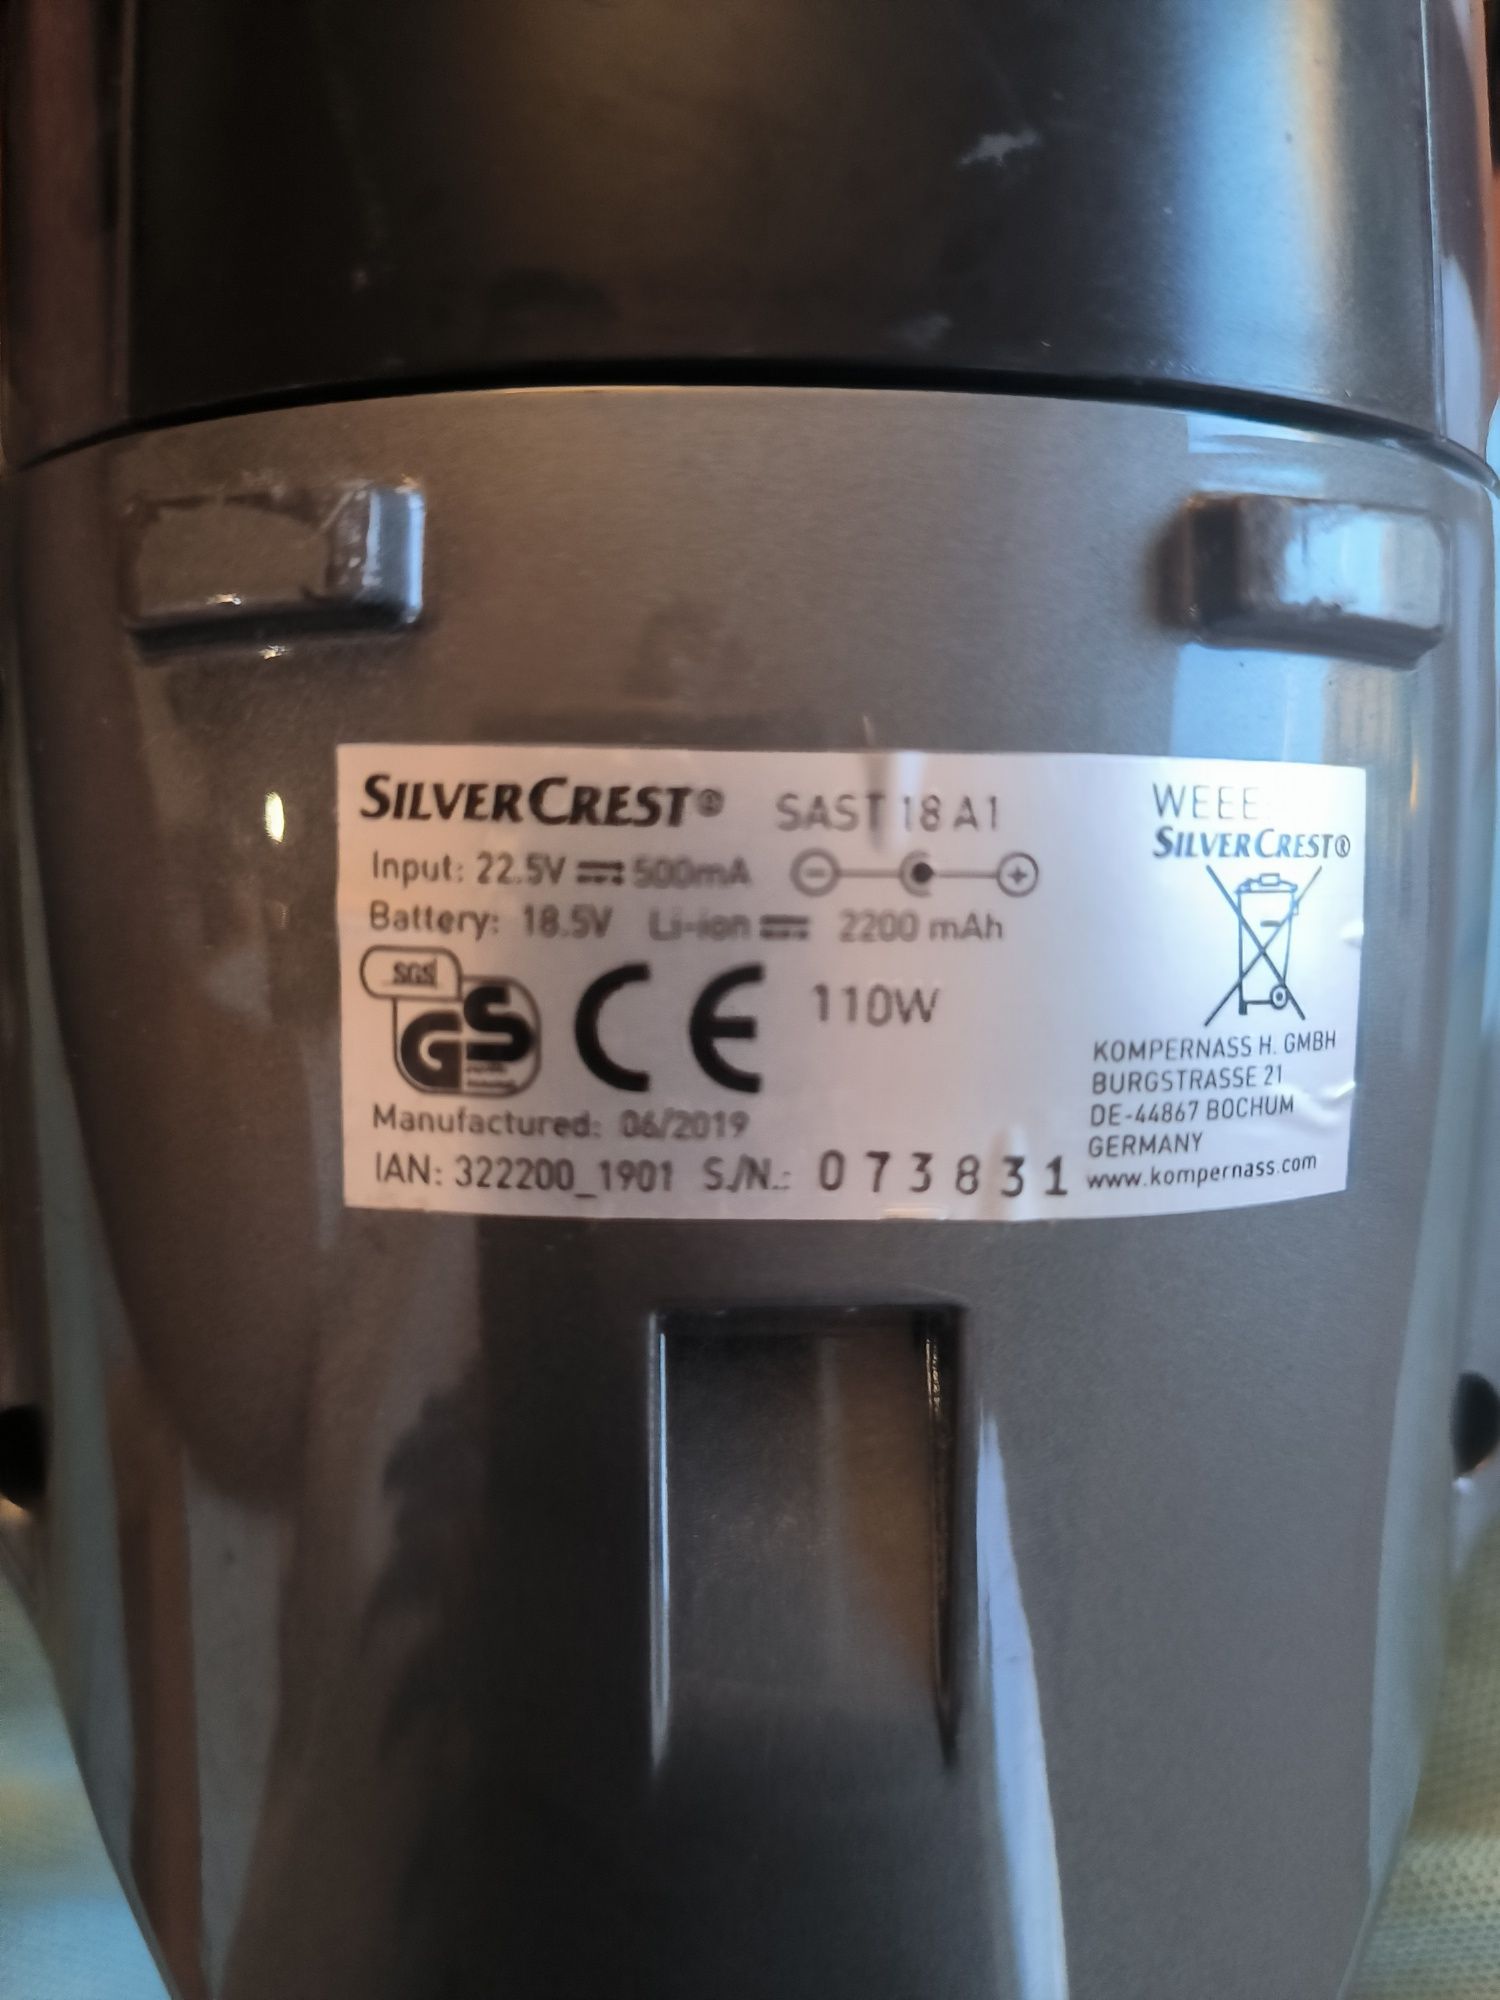 SILVERCREST® SAST 18 A1
Input: 22.5V 500mA
Battery: 18.5V Li-ion 2200 mAh
SGS
GS
CE 110W
Manufactured: 06/2019
IAN: 322200_1901 S/N.: 073831
WEEE
SILVERCREST®
KOMPERNASS H. GMBH
BURGSTRASSE 21
DE-44867 BOCHUM
GERMANY
www.kompernass.com